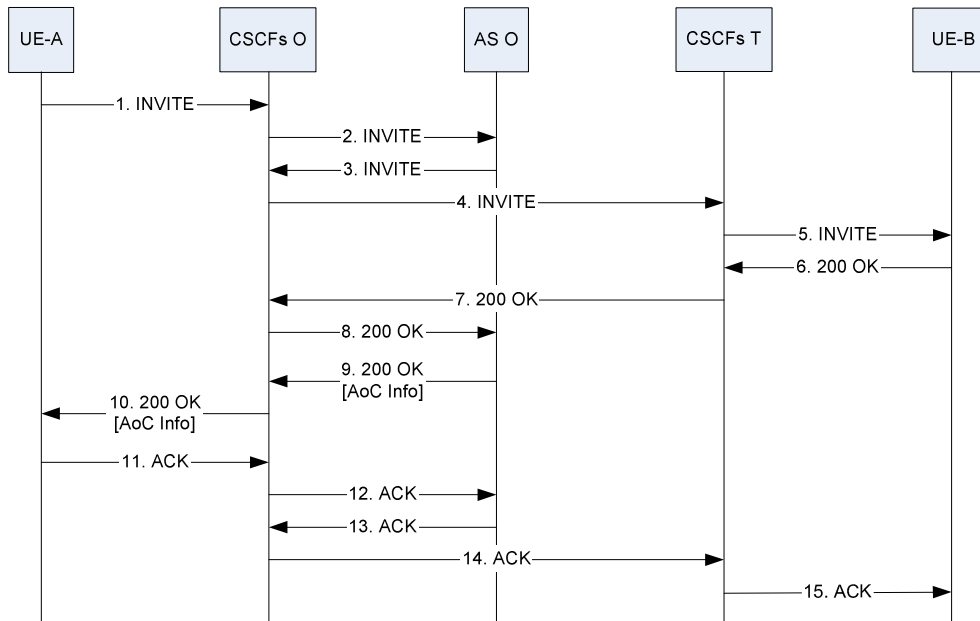 UE-A
CSCFs O
AS O
CSCFs T
UE-B
1. INVITE
2. INVITE
3. INVITE
4. INVITE
5. INVITE
6. 200 OK
7. 200 OK
8. 200 OK
9. 200 OK
[AoC Info]
10. 200 OK
[AoC Info]
11. ACK
12. ACK
13. ACK
14. ACK
15. ACK